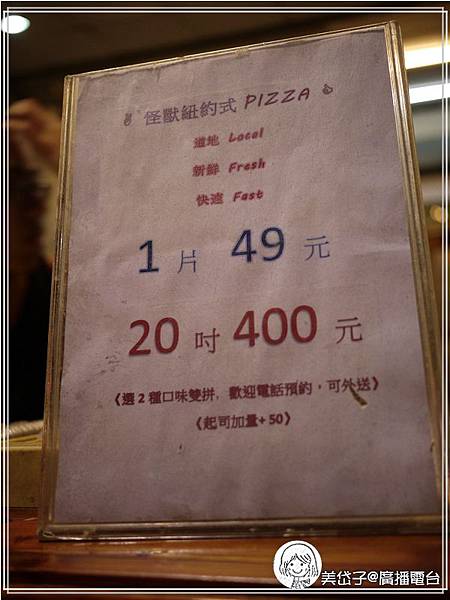 怪獸紐約式 PIZZA
道地 Local
新鮮 Fresh
快速 Fast
1 片 49 元
20 吋 400 元
《選 2 種口味雙拼, 歡迎電話預約，可外送》
《起司加量+50》
美岱子@廣播電台